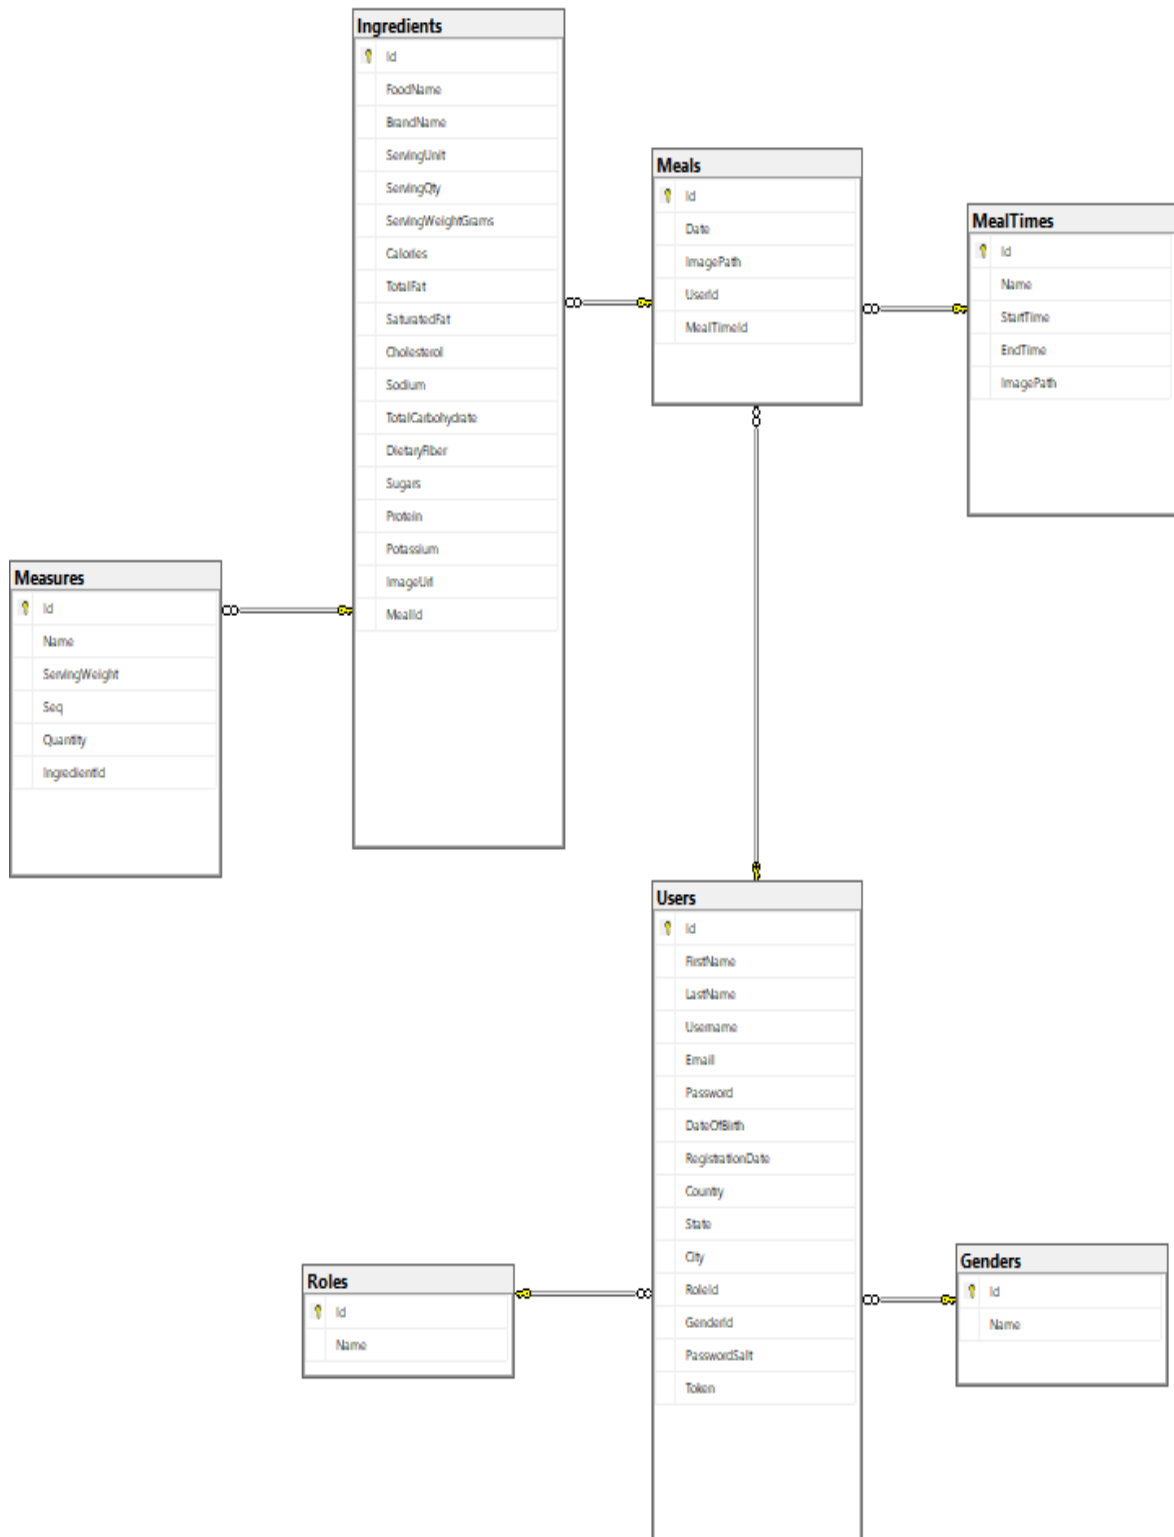 Ingredients
Id
FoodName
BrandName
ServingUnit
ServingQty
ServingWeightGrams
Calories
TotalFat
SaturatedFat
Cholesterol
Sodium
TotalCarbohydrate
DietaryFiber
Sugars
Protein
Potassium
ImageUrl
MealId
Meals
Id
Date
ImagePath
UserId
MealTimeId
MealTimes
Id
Name
StartTime
EndTime
ImagePath
Measures
Id
Name
ServingWeight
Seq
Quantity
IngredientId
Users
Id
FirstName
LastName
Username
Email
Password
DateOfBirth
RegistrationDate
Country
State
City
RoleId
GenderId
PasswordSalt
Token
Roles
Id
Name
Genders
Id
Name